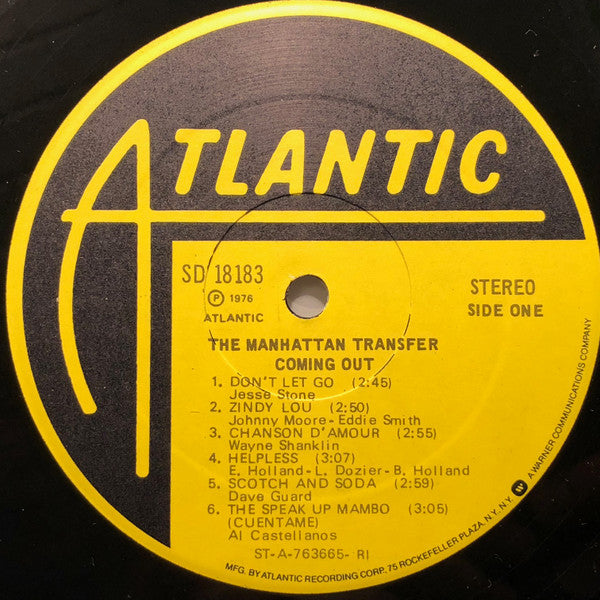 ATLANTIC
SD 18183
Ⓟ 1976
ATLANTIC
STEREO
SIDE ONE
THE MANHATTAN TRANSFER
COMING OUT
1. DON'T LET GO (2:45)
Jesse Stone
2. ZINDY LOU (2:50)
Johnny Moore-Eddie Smith
3. CHANSON D'AMOUR (2:55)
Wayne Shanklin
4. HELPLESS (3:07)
E. Holland-L. Dozier-B. Holland
5. SCOTCH AND SODA (2:59)
Dave Guard
6. THE SPEAK UP MAMBO (3:05)
(CUENTAME)
Al Castellanos
ST-A-763665- RI
MFG. BY ATLANTIC RECORDING CORP., 75 ROCKEFELLER PLAZA, N.Y. N.Y. W A WARNER COMMUNICATIONS COMPANY